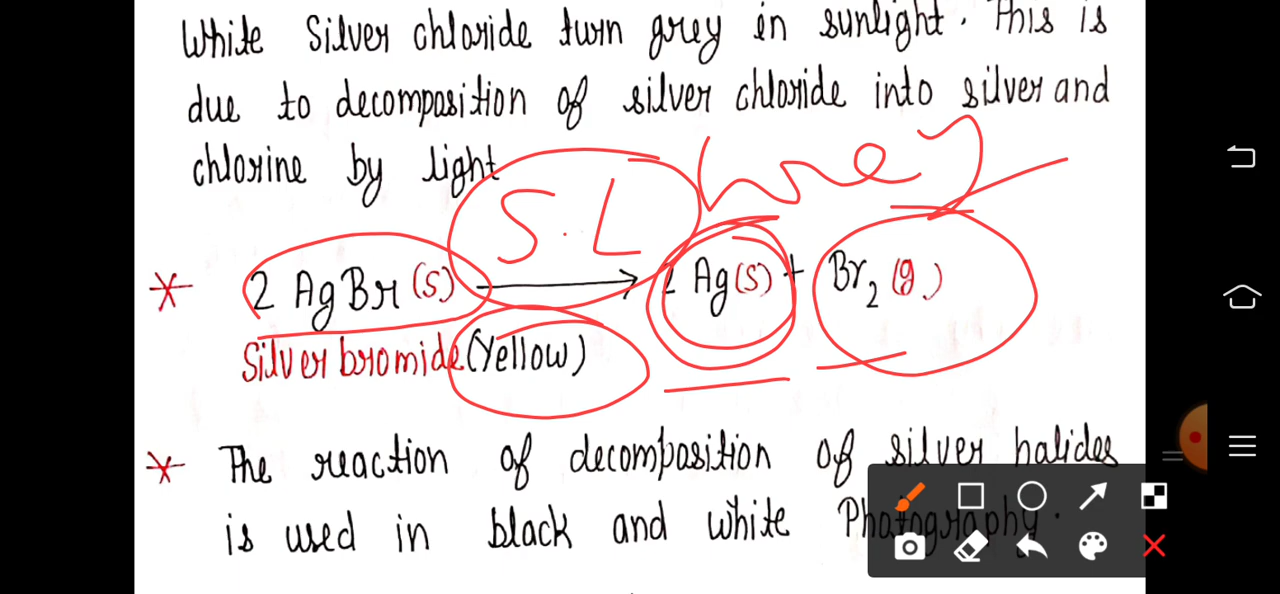 White Silver chloride turn grey in sunlight. This is
due to decomposition of silver chloride into silver and
chlorine by light
S.L
* 2 AgBr(s) → 2 Ag(s) + Br₂(g)
Silver bromide (Yellow)
* The reaction of decomposition of silver halides
is used in black and white Photography.